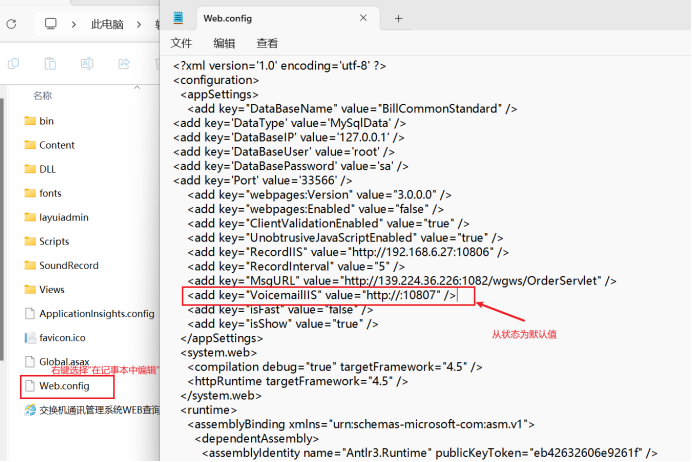 此电脑
名称
bin
Content
DLL
fonts
layuiadmin
Scripts
SoundRecord
Views
ApplicationInsights.config
favicon.ico
Global.asax
右键选择"在记事本中编辑"
Web.config
交换机通讯管理系统WEB查询
Web.config
文件 编辑 查看
<?xml version='1.0' encoding='utf-8' ?>
<configuration>
<appSettings>
<add key="DataBaseName" value="BillCommonStandard" />
<add key='DataType' value='MySqlData' />
<add key='DataBaseIP' value='127.0.0.1' />
<add key='DataBaseUser' value='root' />
<add key='DataBasePassword' value='sa' />
<add key='Port' value='33566' />
<add key="webpages:Version" value="3.0.0.0" />
<add key="webpages:Enabled" value="false" />
<add key="ClientValidationEnabled" value="true" />
<add key="UnobtrusiveJavaScriptEnabled" value="true" />
<add key="RecordIIS" value="http://192.168.6.27:10806" />
<add key="RecordInterval" value="5" />
<add key="MsgURL" value="http://139.224.36.226:1082/wgws/OrderServlet" />
<add key="VoicemailIIS" value="http://:10807" />
<add key="isFast" value="false" />
<add key="isShow" value="true" />
</appSettings>
<system.web>
<compilation debug="true" targetFramework="4.5" />
<httpRuntime targetFramework="4.5" />
</system.web>
<runtime>
<assemblyBinding xmlns="urn:schemas-microsoft-com:asm.v1">
<dependentAssembly>
<assemblyIdentity name="Antlr3.Runtime" publicKeyToken="eb42632606e9261f" />
从状态为默认值